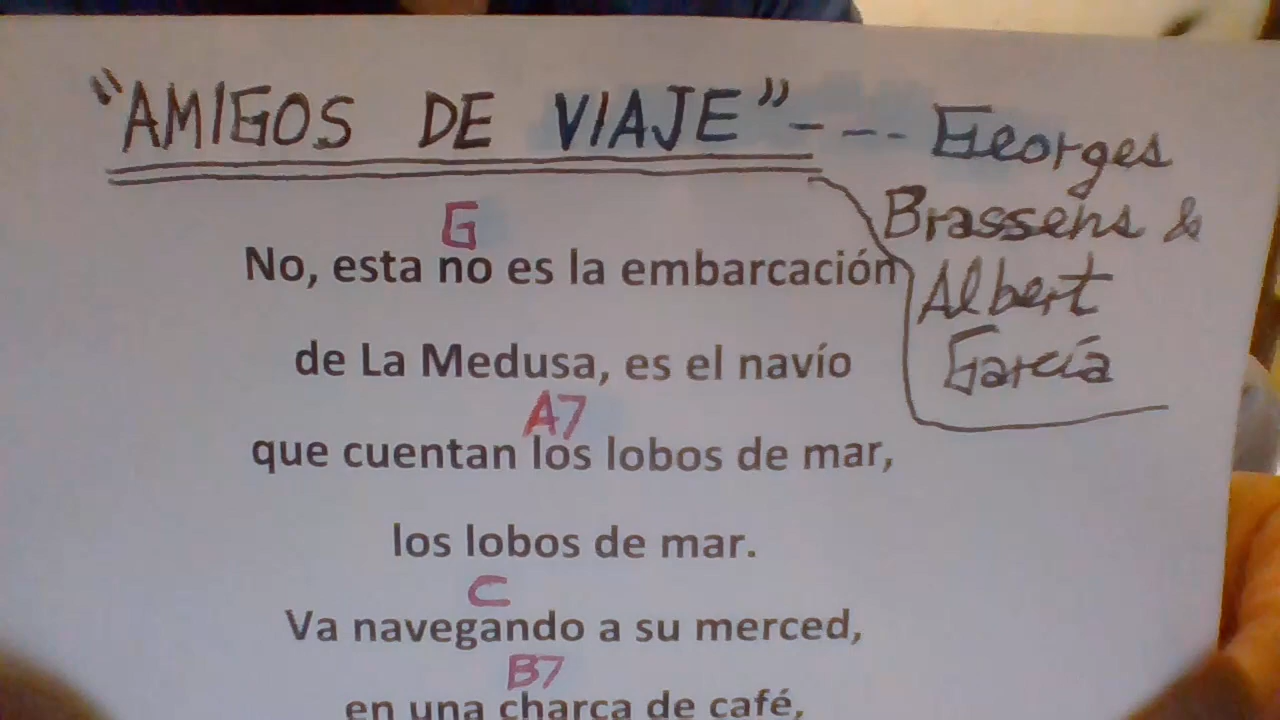 "AMIGOS DE VIAJE"--- Georges
Brassens &
Albert
García
G
No, esta no es la embarcación
de La Medusa, es el navío
A7
que cuentan los lobos de mar,
los lobos de mar.
C
Va navegando a su merced,
B7
en una charca de café,